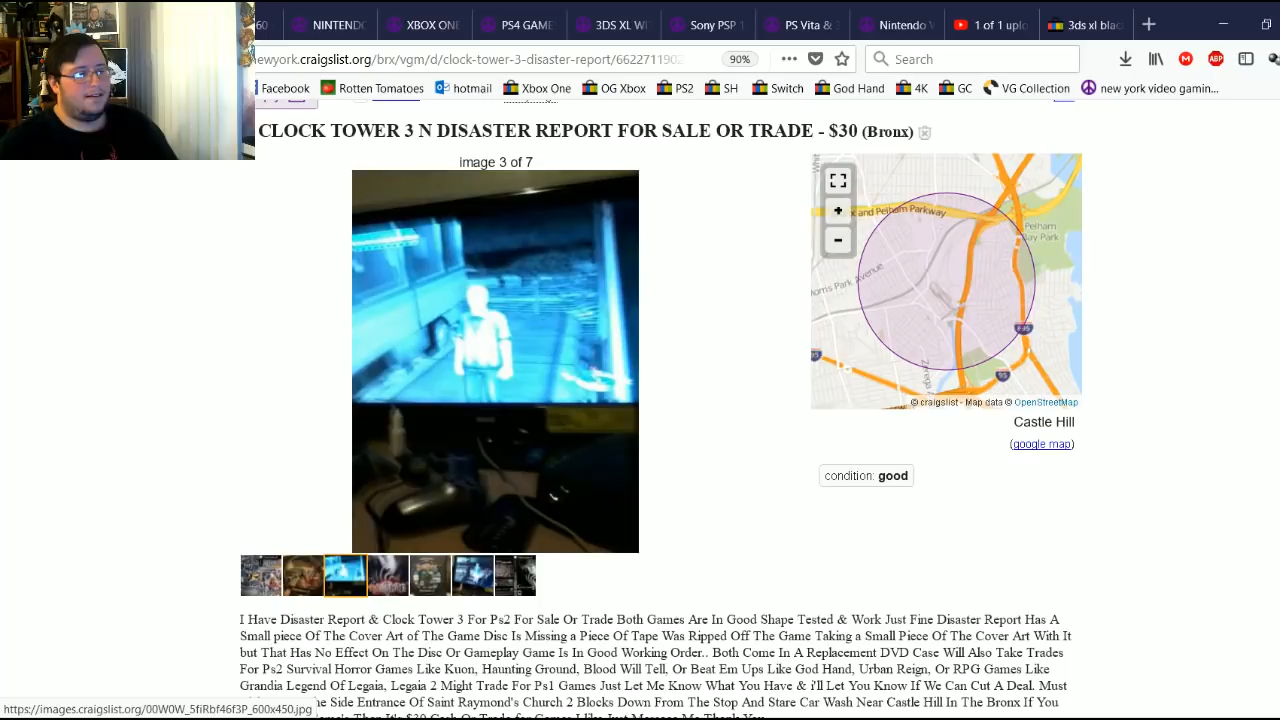 60
NINTEND
XBOX ONE
PS4 GAME
3DS XL WI
Sony PSP
Vita &
Nintendo
1 of 1 uplo
3ds xl blac
newyork.craigslist.org/brx/vgm/d/clock-tower-3-disaster-report/6622711902
90%
Search
Facebook
Rotten Tomatoes
hotmail
Xbox One
OG Xbox
PS2
SH
Switch
God Hand
4K
GC
VG Collection
new york video gamin...
CLOCK TOWER 3 N DISASTER REPORT FOR SALE OR TRADE - $30 (Bronx)
image 3 of 7
x and Pelham Parkway
Pelham
Bay Park
Morris Park Avenue
95
95
© craigslist - Map data © OpenStreetMap
Castle Hill
(google map)
condition: good
I Have Disaster Report & Clock Tower 3 For Ps2 For Sale Or Trade Both Games Are In Good Shape Tested & Work Just Fine Disaster Report Has A
Small piece Of The Cover Art of The Game Disc Is Missing a Piece Of Tape Was Ripped Off The Game Taking a Small Piece Of The Cover Art With It
but That Has No Effect On The Disc Or Gameplay Game Is In Good Working Order.. Both Come In A Replacement DVD Case Will Also Take Trades
For Ps2 Survival Horror Games Like Kuon, Haunting Ground, Blood Will Tell, Or Beat Em Ups Like God Hand, Urban Reign, Or RPG Games Like
Grandia Legend Of Legaia, Legaia 2 Might Trade For Ps1 Games Just Let Me Know What You Have & i'll Let You Know If We Can Cut A Deal. Must
he Side Entrance Of Saint Raymond's Church 2 Blocks Down From The Stop And Stare Car Wash Near Castle Hill In The Bronx If You
https://images.craigslist.org/00W0W_5fiRbf46f3P_600x450.jpg